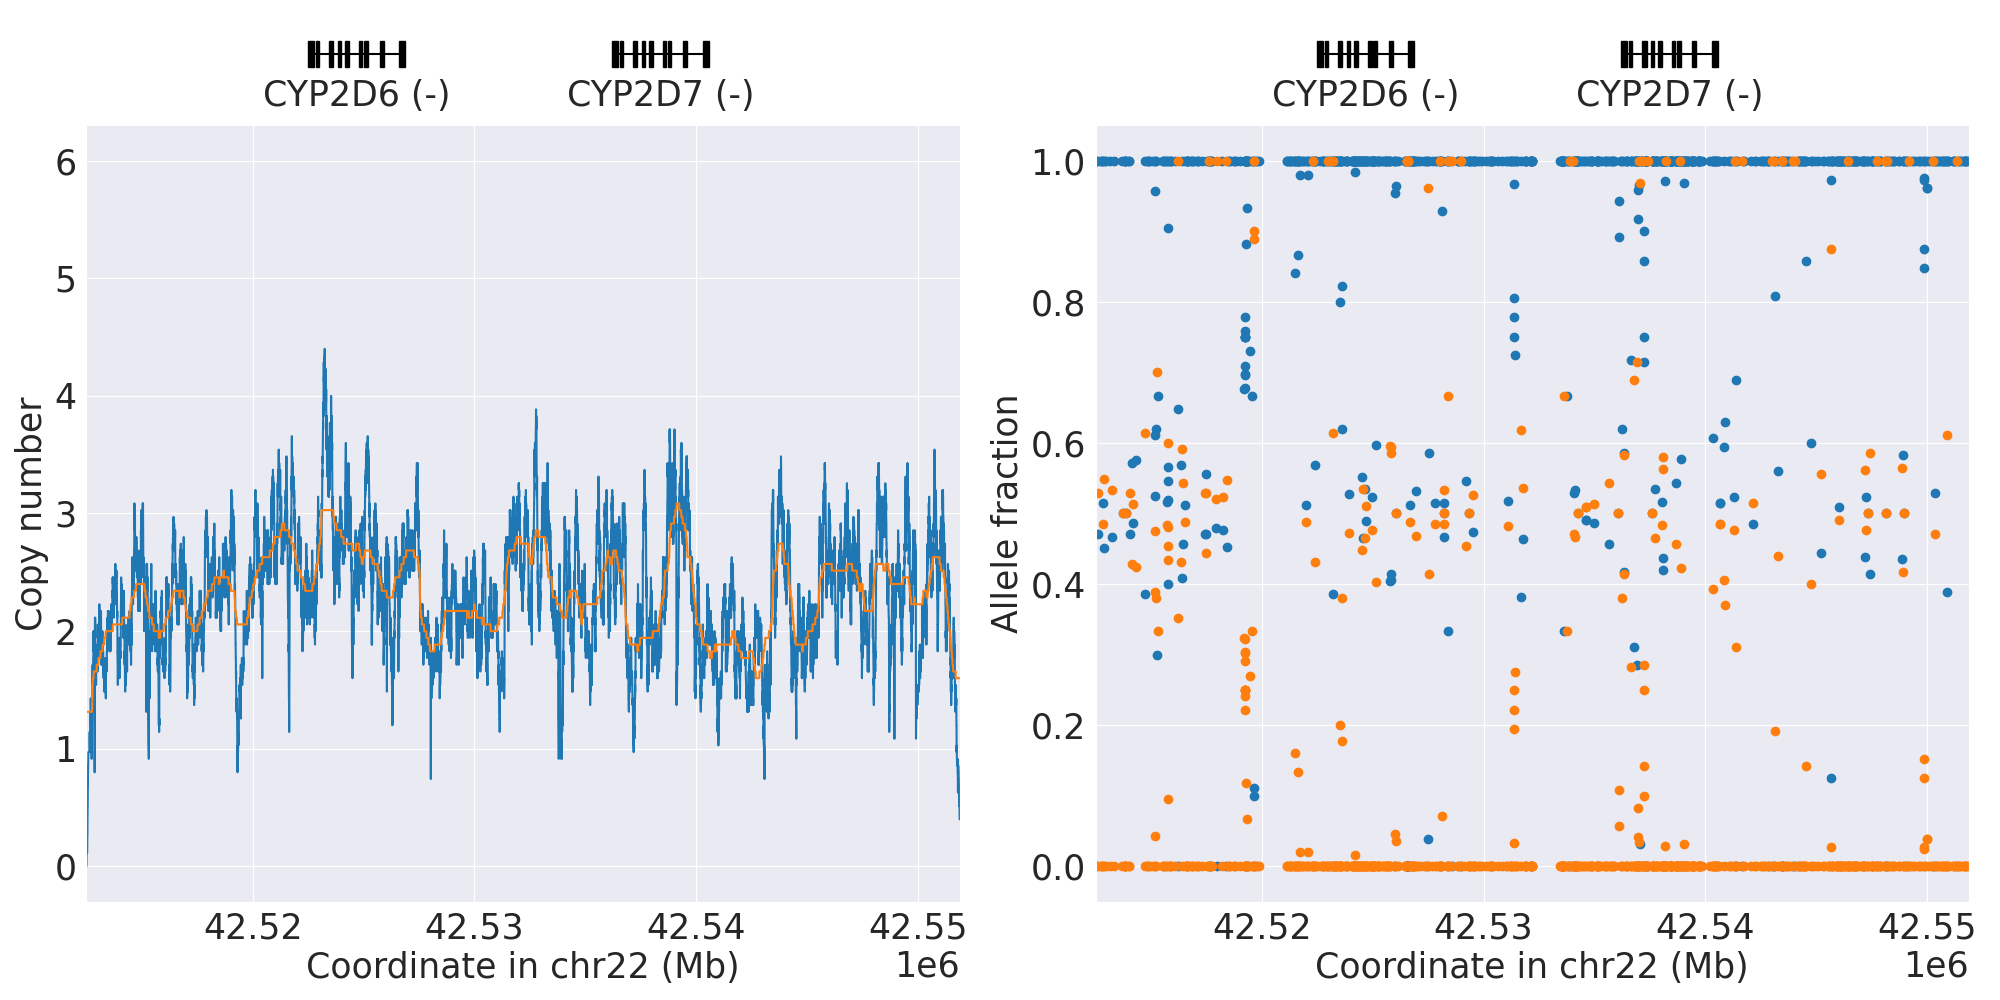 CYP2D6 (-) CYP2D7 (-)
6
5
4
3
2
1
0
Copy number
42.52 42.53 42.54 42.55
Coordinate in chr22 (Mb) 1e6
CYP2D6 (-) CYP2D7 (-)
1.0
0.8
0.6
0.4
0.2
0.0
Allele fraction
42.52 42.53 42.54 42.55
Coordinate in chr22 (Mb) 1e6